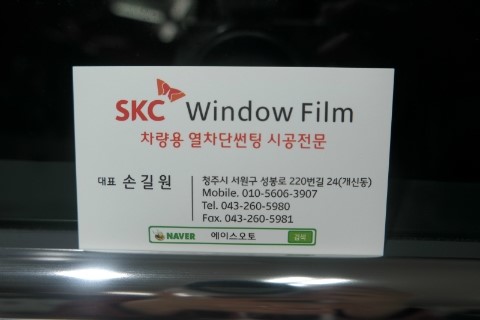 SKC Window Film
차량용 열차단썬팅 시공전문
대표 손길원
청주시 서원구 성봉로 220번길 24(개신동)
Mobile. 010-5606-3907
Tel. 043-260-5980
Fax. 043-260-5981
NAVER 에이스오토 검색